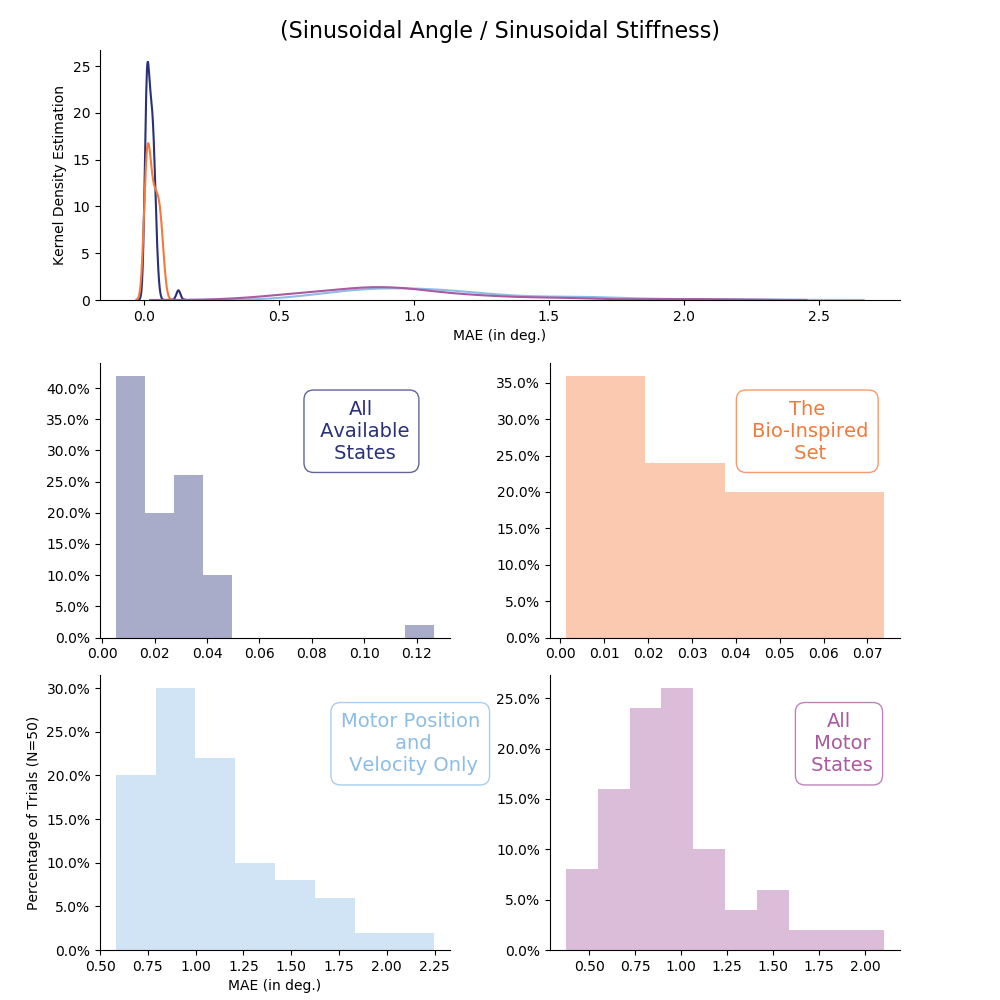 (Sinusoidal Angle / Sinusoidal Stiffness)
Kernel Density Estimation
25
20
15
10
5
0
0.0 0.5 1.0 1.5 2.0 2.5
MAE (in deg.)
40.0%
35.0%
30.0%
25.0%
20.0%
15.0%
10.0%
5.0%
0.0%
0.00 0.02 0.04 0.06 0.08 0.10 0.12
All
Available
States
35.0%
30.0%
25.0%
20.0%
15.0%
10.0%
5.0%
0.0%
0.00 0.01 0.02 0.03 0.04 0.05 0.06 0.07
The
Bio-Inspired
Set
Percentage of Trials (N=50)
30.0%
25.0%
20.0%
15.0%
10.0%
5.0%
0.0%
0.50 0.75 1.00 1.25 1.50 1.75 2.00 2.25
MAE (in deg.)
Motor Position
and
Velocity Only
25.0%
20.0%
15.0%
10.0%
5.0%
0.0%
0.50 0.75 1.00 1.25 1.50 1.75 2.00
All
Motor
States